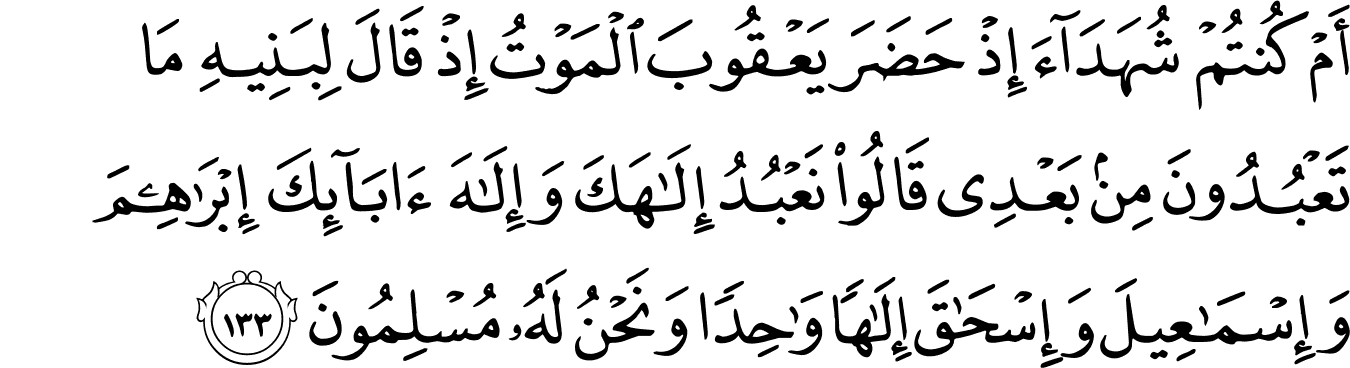 أَمْ كُنتُمْ شُهَدَآءَ إِذْ حَضَرَ يَعْقُوبَ ٱلْمَوْتُ إِذْ قَالَ لِبَنِيهِ مَا
تَعْبُدُونَ مِنۢ بَعْدِى قَالُوا۟ نَعْبُدُ إِلَـٰهَكَ وَإِلَـٰهَ ءَابَآئِكَ إِبْرَٰهِـۧمَ
وَإِسْمَـٰعِيلَ وَإِسْحَـٰقَ إِلَـٰهًا وَٰحِدًا وَنَحْنُ لَهُۥ مُسْلِمُونَ ١٣٣